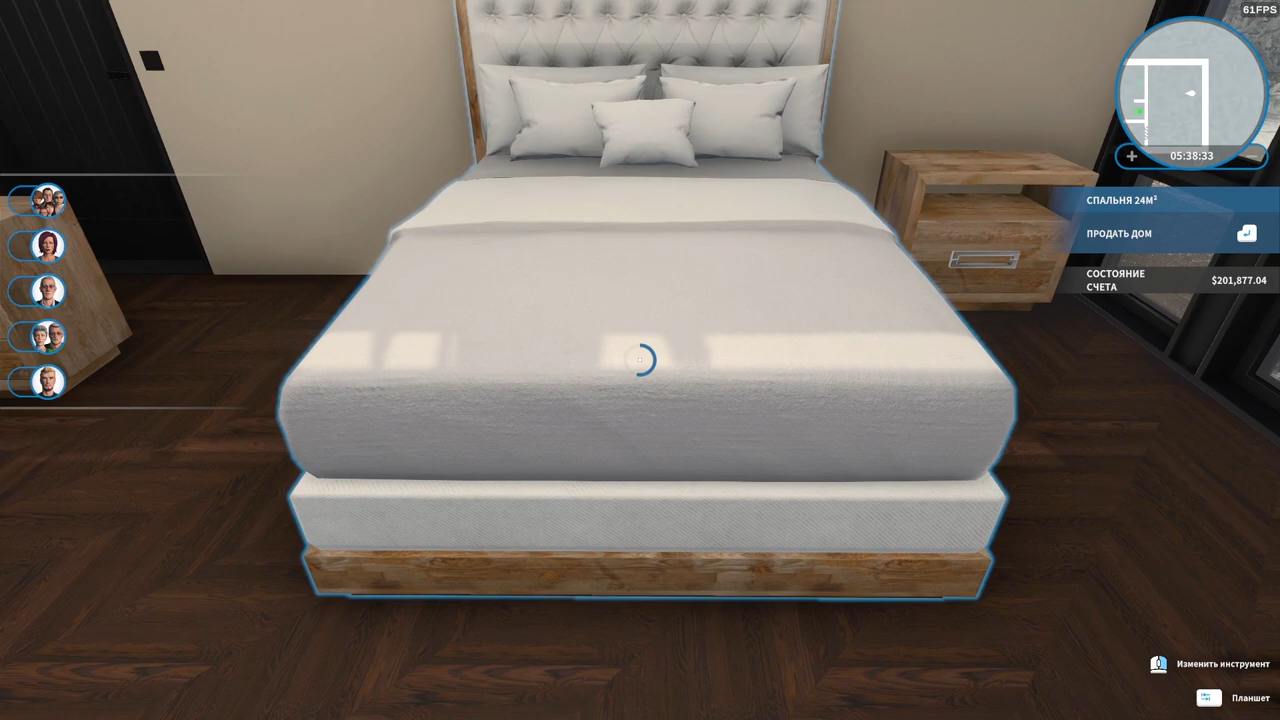 61FPS
05:38:33
СПАЛЬНЯ 24М²
ПРОДАТЬ ДОМ
СОСТОЯНИЕ
СЧЕТА
$201,877.04
Изменить инструмент
Планшет